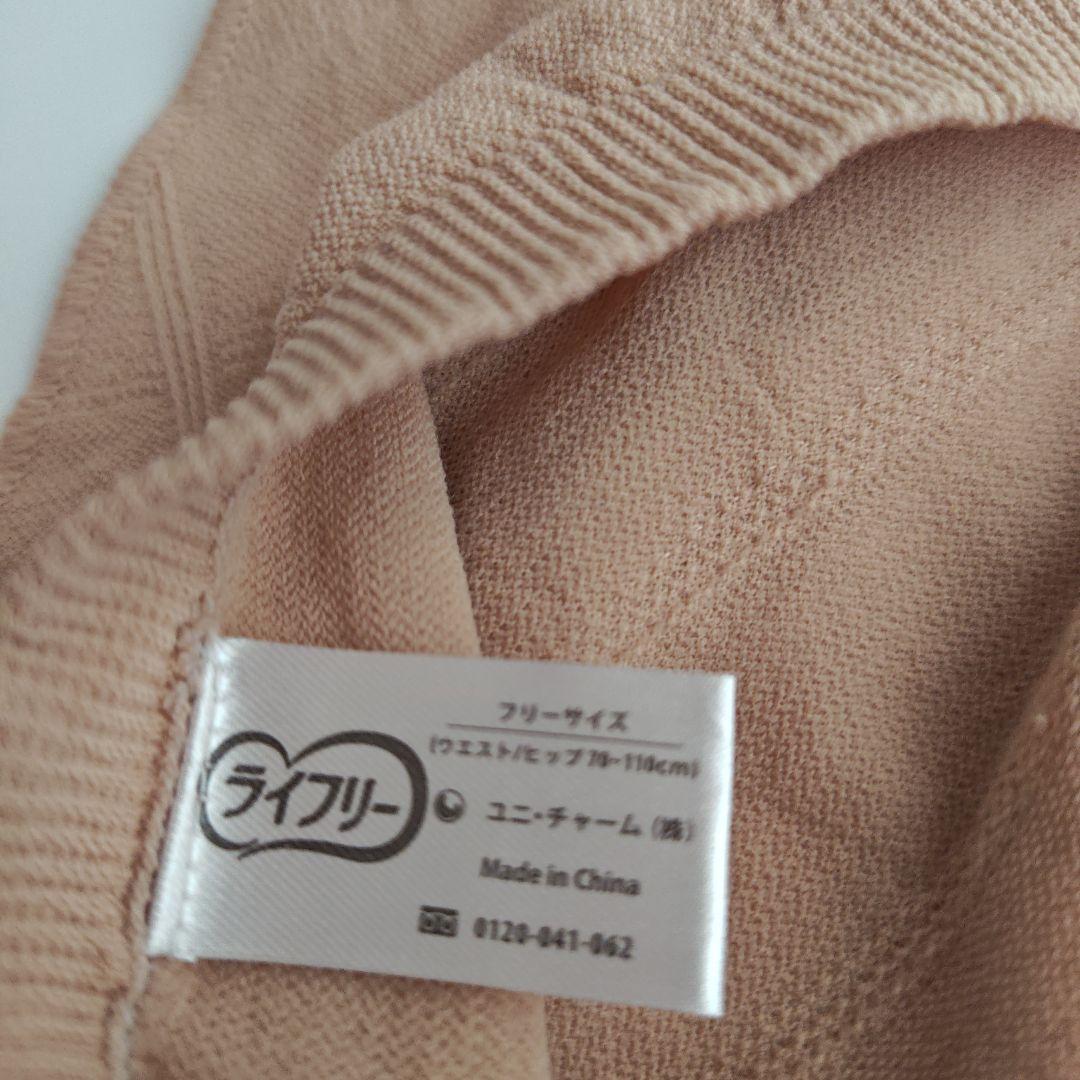 ライフリー
フリーサイズ
(ウエスト/ヒップ 70~110cm)
ユニ・チャーム (株)
Made in China
0120-041-062